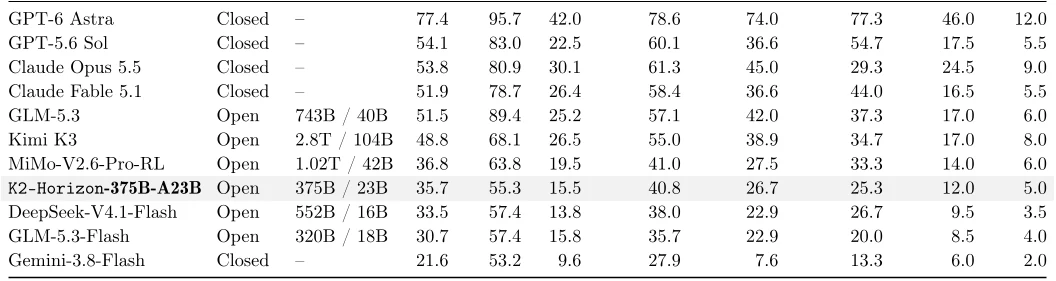 GPT-6 Astra Closed – 77.4 95.7 42.0 78.6 74.0 77.3 46.0 12.0
GPT-5.6 Sol Closed – 54.1 83.0 22.5 60.1 36.6 54.7 17.5 5.5
Claude Opus 5.5 Closed – 53.8 80.9 30.1 61.3 45.0 29.3 24.5 9.0
Claude Fable 5.1 Closed – 51.9 78.7 26.4 58.4 36.6 44.0 16.5 5.5
GLM-5.3 Open 743B / 40B 51.5 89.4 25.2 57.1 42.0 37.3 17.0 6.0
Kimi K3 Open 2.8T / 104B 48.8 68.1 26.5 55.0 38.9 34.7 17.0 8.0
MiMo-V2.6-Pro-RL Open 1.02T / 42B 36.8 63.8 19.5 41.0 27.5 33.3 14.0 6.0
K2-Horizon-375B-A23B Open 375B / 23B 35.7 55.3 15.5 40.8 26.7 25.3 12.0 5.0
DeepSeek-V4.1-Flash Open 552B / 16B 33.5 57.4 13.8 38.0 22.9 26.7 9.5 3.5
GLM-5.3-Flash Open 320B / 18B 30.7 57.4 15.8 35.7 22.9 20.0 8.5 4.0
Gemini-3.8-Flash Closed – 21.6 53.2 9.6 27.9 7.6 13.3 6.0 2.0